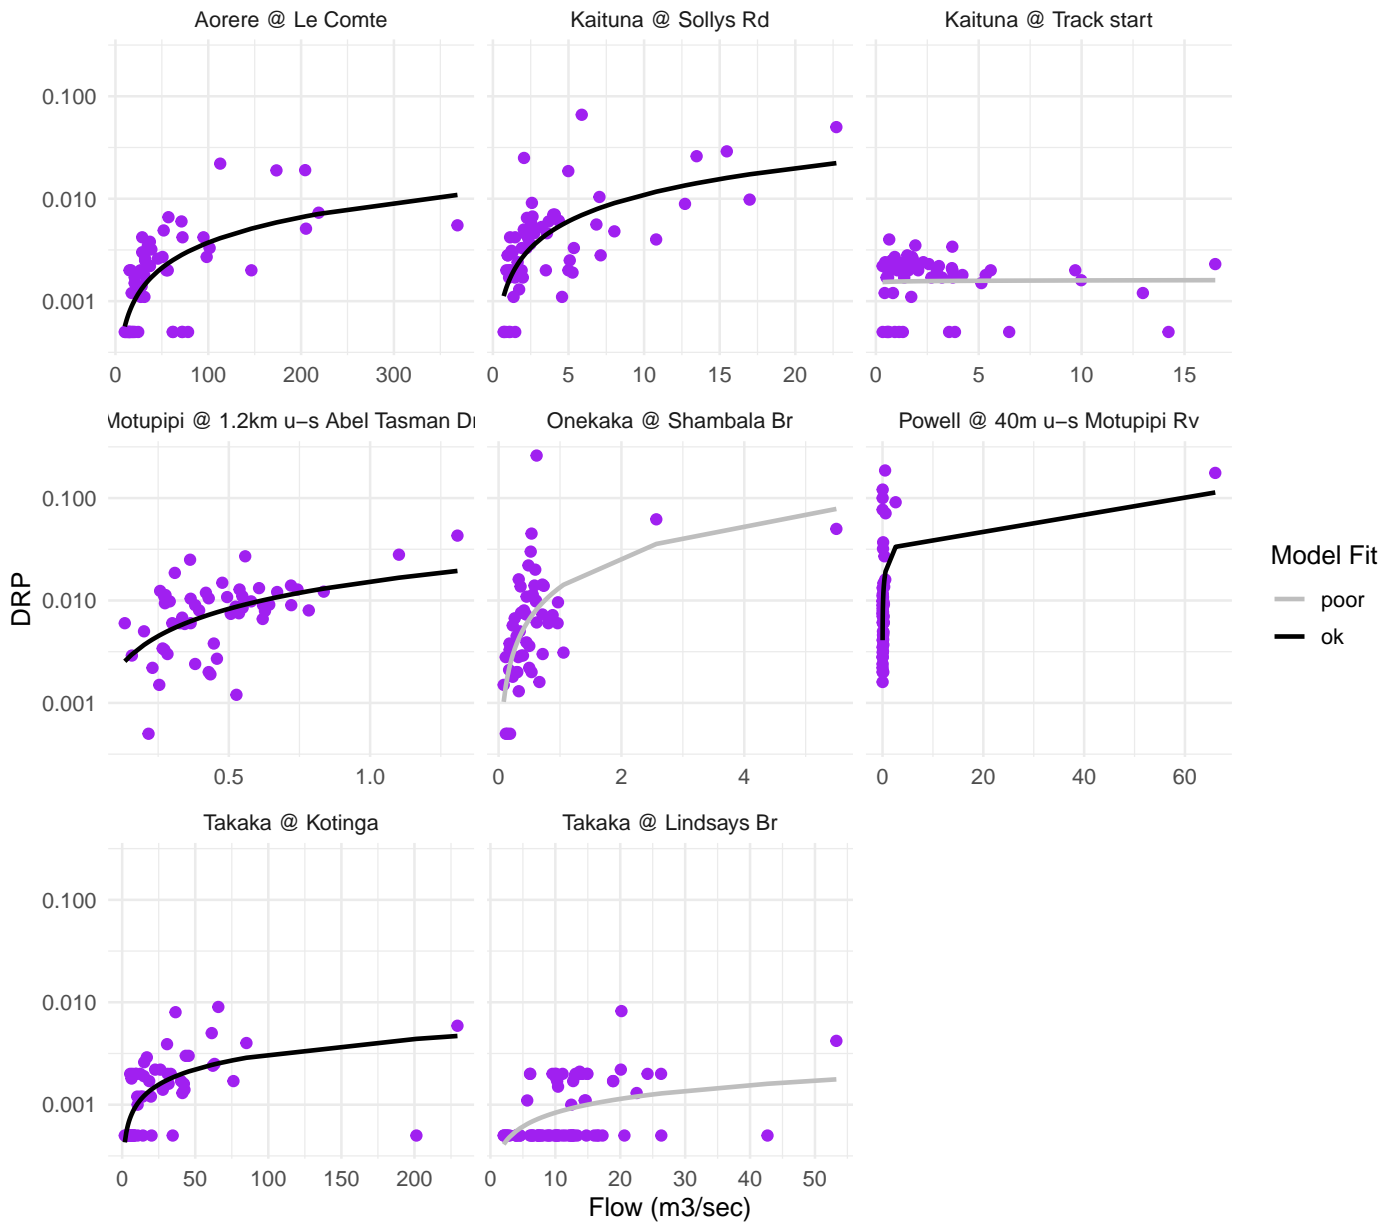 Aorere @ Le Comte
Kaituna @ Sollys Rd
Kaituna @ Track start
0.100
0.010
0.001
0 100 200 300
0 5 10 15 20
0 5 10 15
Motupipi @ 1.2km u−s Abel Tasman Dr
Onekaka @ Shambala Br
Powell @ 40m u−s Motupipi Rv
0.100
0.010
0.001
0.5 1.0
0 2 4
0 20 40 60
Takaka @ Kotinga
Takaka @ Lindsays Br
0.100
0.010
0.001
0 50 100 150 200
0 10 20 30 40 50
DRP
Flow (m3/sec)
Model Fit
poor
ok